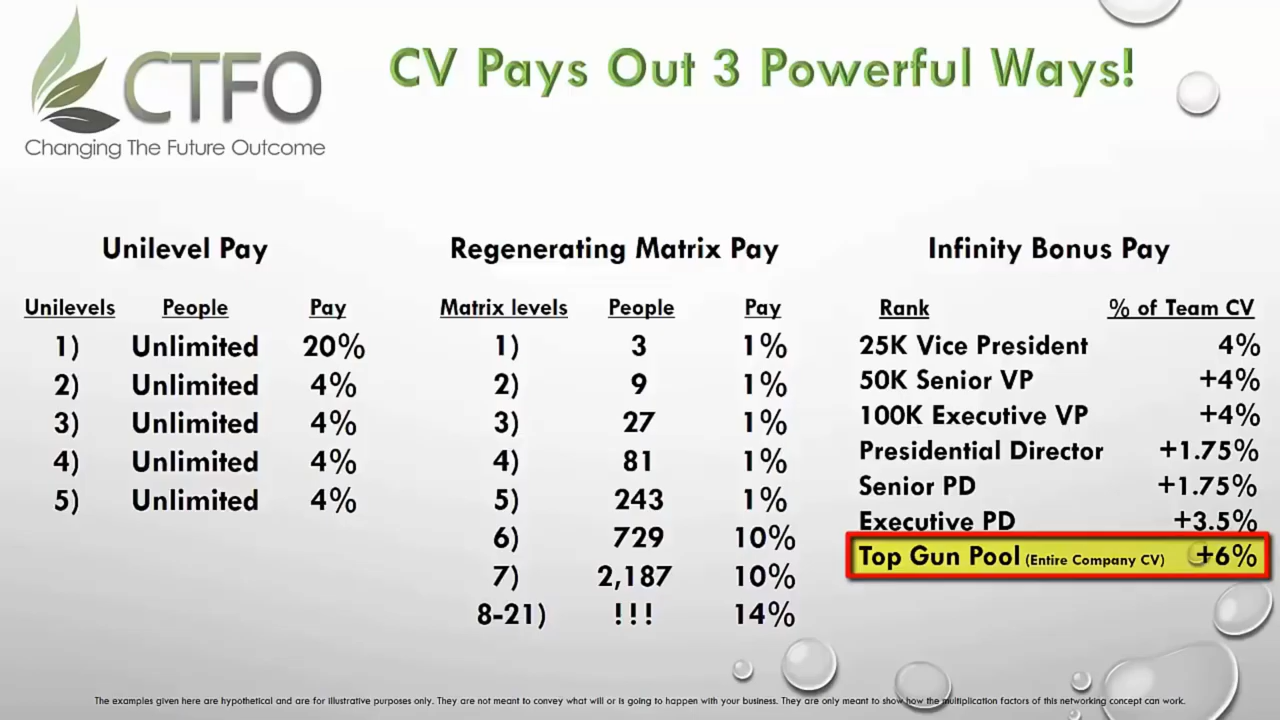 CTFO
Changing The Future Outcome
CV Pays Out 3 Powerful Ways!
Unilevel Pay
Unilevels People Pay
1) Unlimited 20%
2) Unlimited 4%
3) Unlimited 4%
4) Unlimited 4%
5) Unlimited 4%
Regenerating Matrix Pay
Matrix levels People Pay
1) 3 1%
2) 9 1%
3) 27 1%
4) 81 1%
5) 243 1%
6) 729 10%
7) 2,187 10%
8-21) !!! 14%
Infinity Bonus Pay
Rank % of Team CV
25K Vice President 4%
50K Senior VP +4%
100K Executive VP +4%
Presidential Director +1.75%
Senior PD +1.75%
Executive PD +3.5%
Top Gun Pool (Entire Company CV) +6%
The examples given here are hypothetical and are for illustrative purposes only. They are not meant to convey what will or is going to happen with your business. They are only meant to show how the multiplication factors of this networking concept can work.